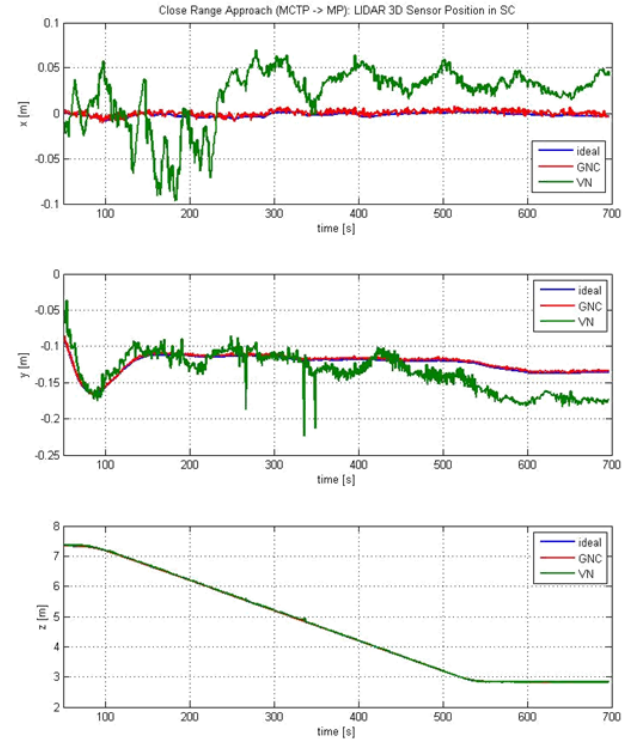 Close Range Approach (MCTP -> MP): LIDAR 3D Sensor Position in SC
0.1
0.05
0
-0.05
-0.1
x [m]
ideal
GNC
VN
100 200 300 400 500 600 700
time [s]
0
-0.05
-0.1
-0.15
-0.2
-0.25
y [m]
ideal
GNC
VN
100 200 300 400 500 600 700
time [s]
8
7
6
5
4
3
2
z [m]
ideal
GNC
VN
100 200 300 400 500 600 700
time [s]